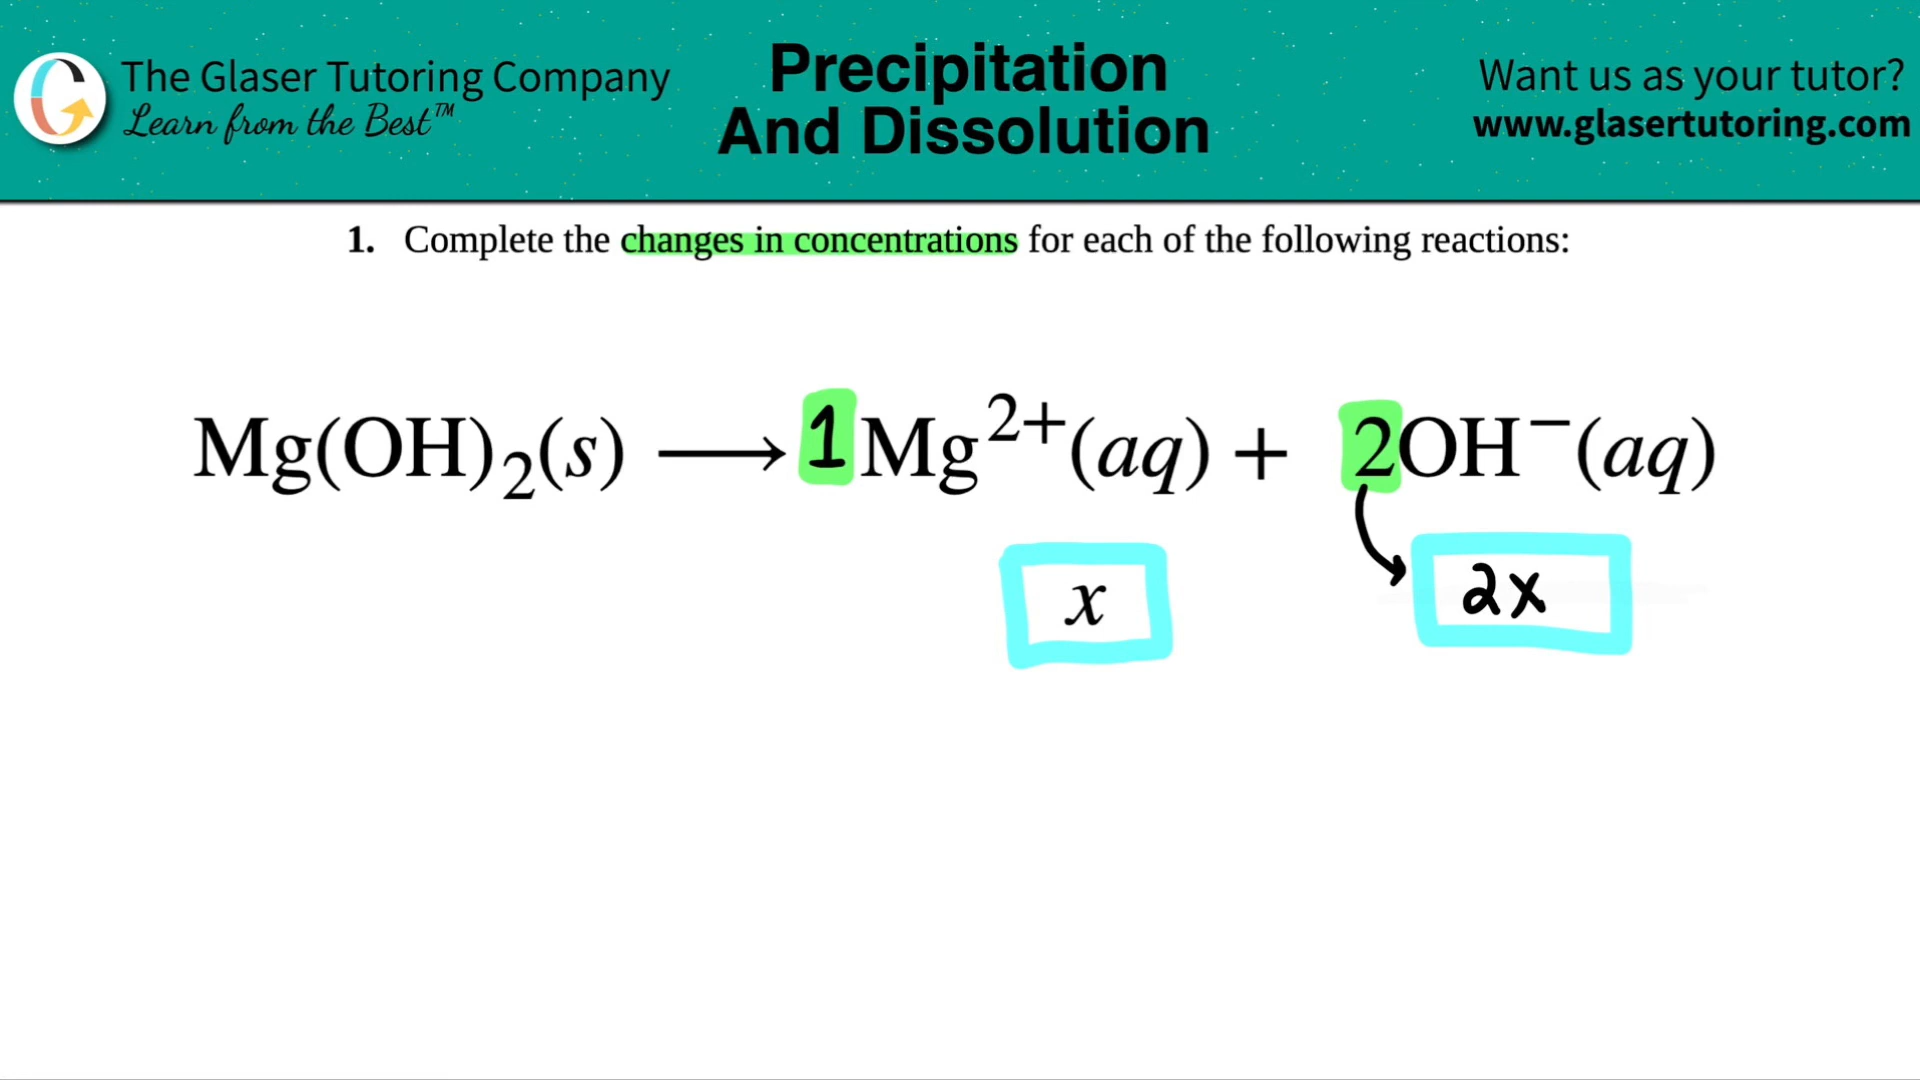 The Glaser Tutoring Company
Learn from the Best™
Precipitation
And Dissolution
Want us as your tutor?
www.glasertutoring.com
1. Complete the changes in concentrations for each of the following reactions:
Mg(OH)₂(s) ⟶ 1Mg²⁺(aq) + 2OH⁻(aq)
x 2x